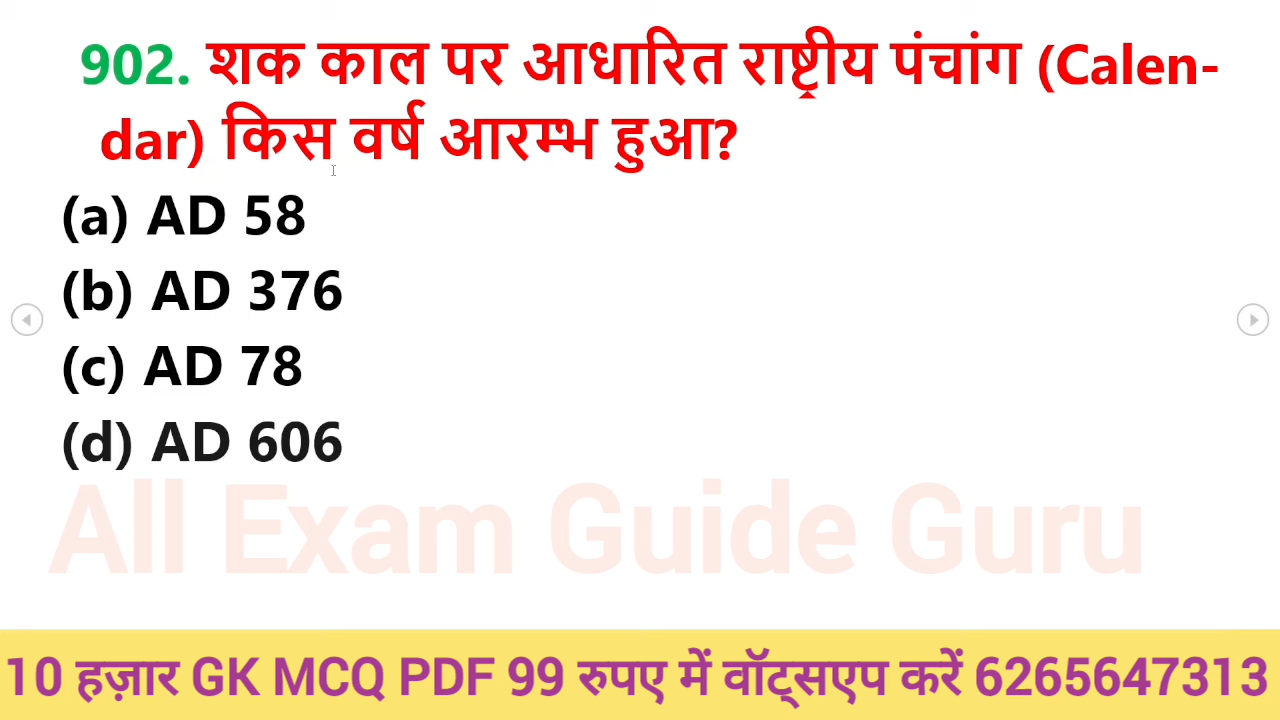 902. शक काल पर आधारित राष्ट्रीय पंचांग (Calen-
dar) किस वर्ष आरम्भ हुआ?
(a) AD 58
(b) AD 376
(c) AD 78
(d) AD 606
All Exam Guide Guru
10 हज़ार GK MCQ PDF 99 रुपए में वॉट्सएप करें 6265647313